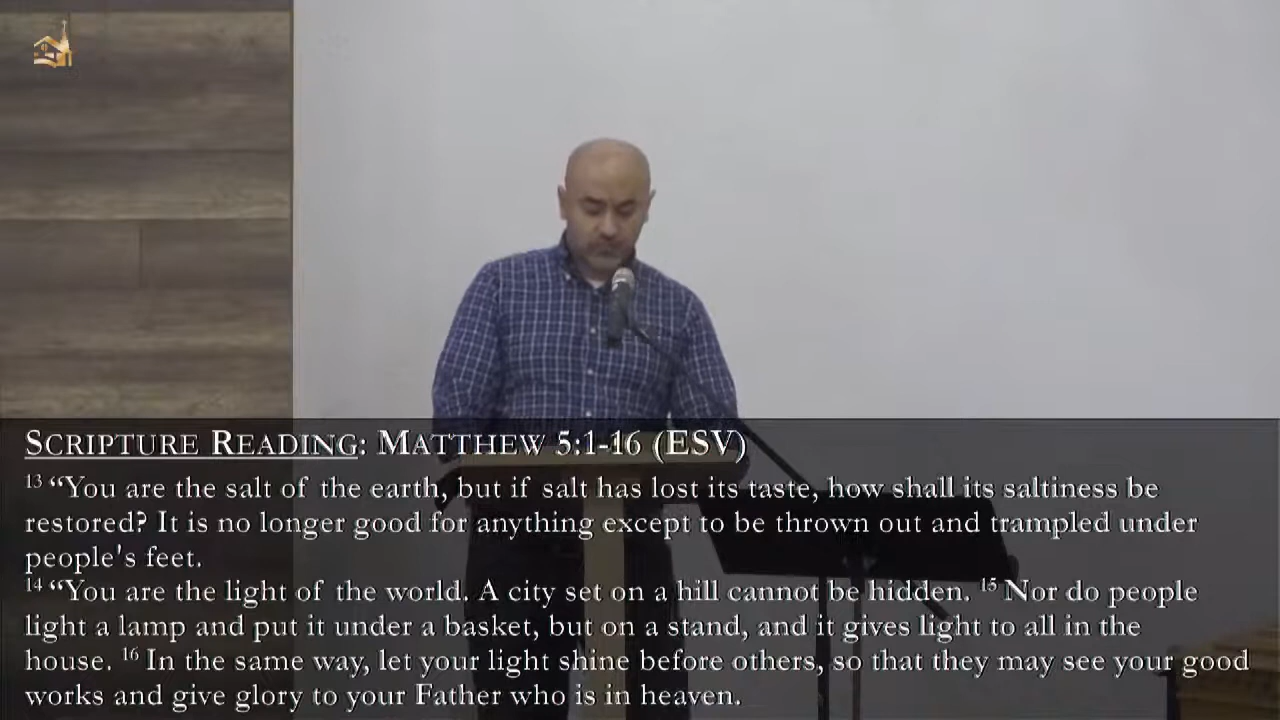 SCRIPTURE READING: MATTHEW 5:1-16 (ESV)
13 “You are the salt of the earth, but if salt has lost its taste, how shall its saltiness be
restored? It is no longer good for anything except to be thrown out and trampled under
people's feet.
14 “You are the light of the world. A city set on a hill cannot be hidden. 15 Nor do people
light a lamp and put it under a basket, but on a stand, and it gives light to all in the
house. 16 In the same way, let your light shine before others, so that they may see your good
works and give glory to your Father who is in heaven.